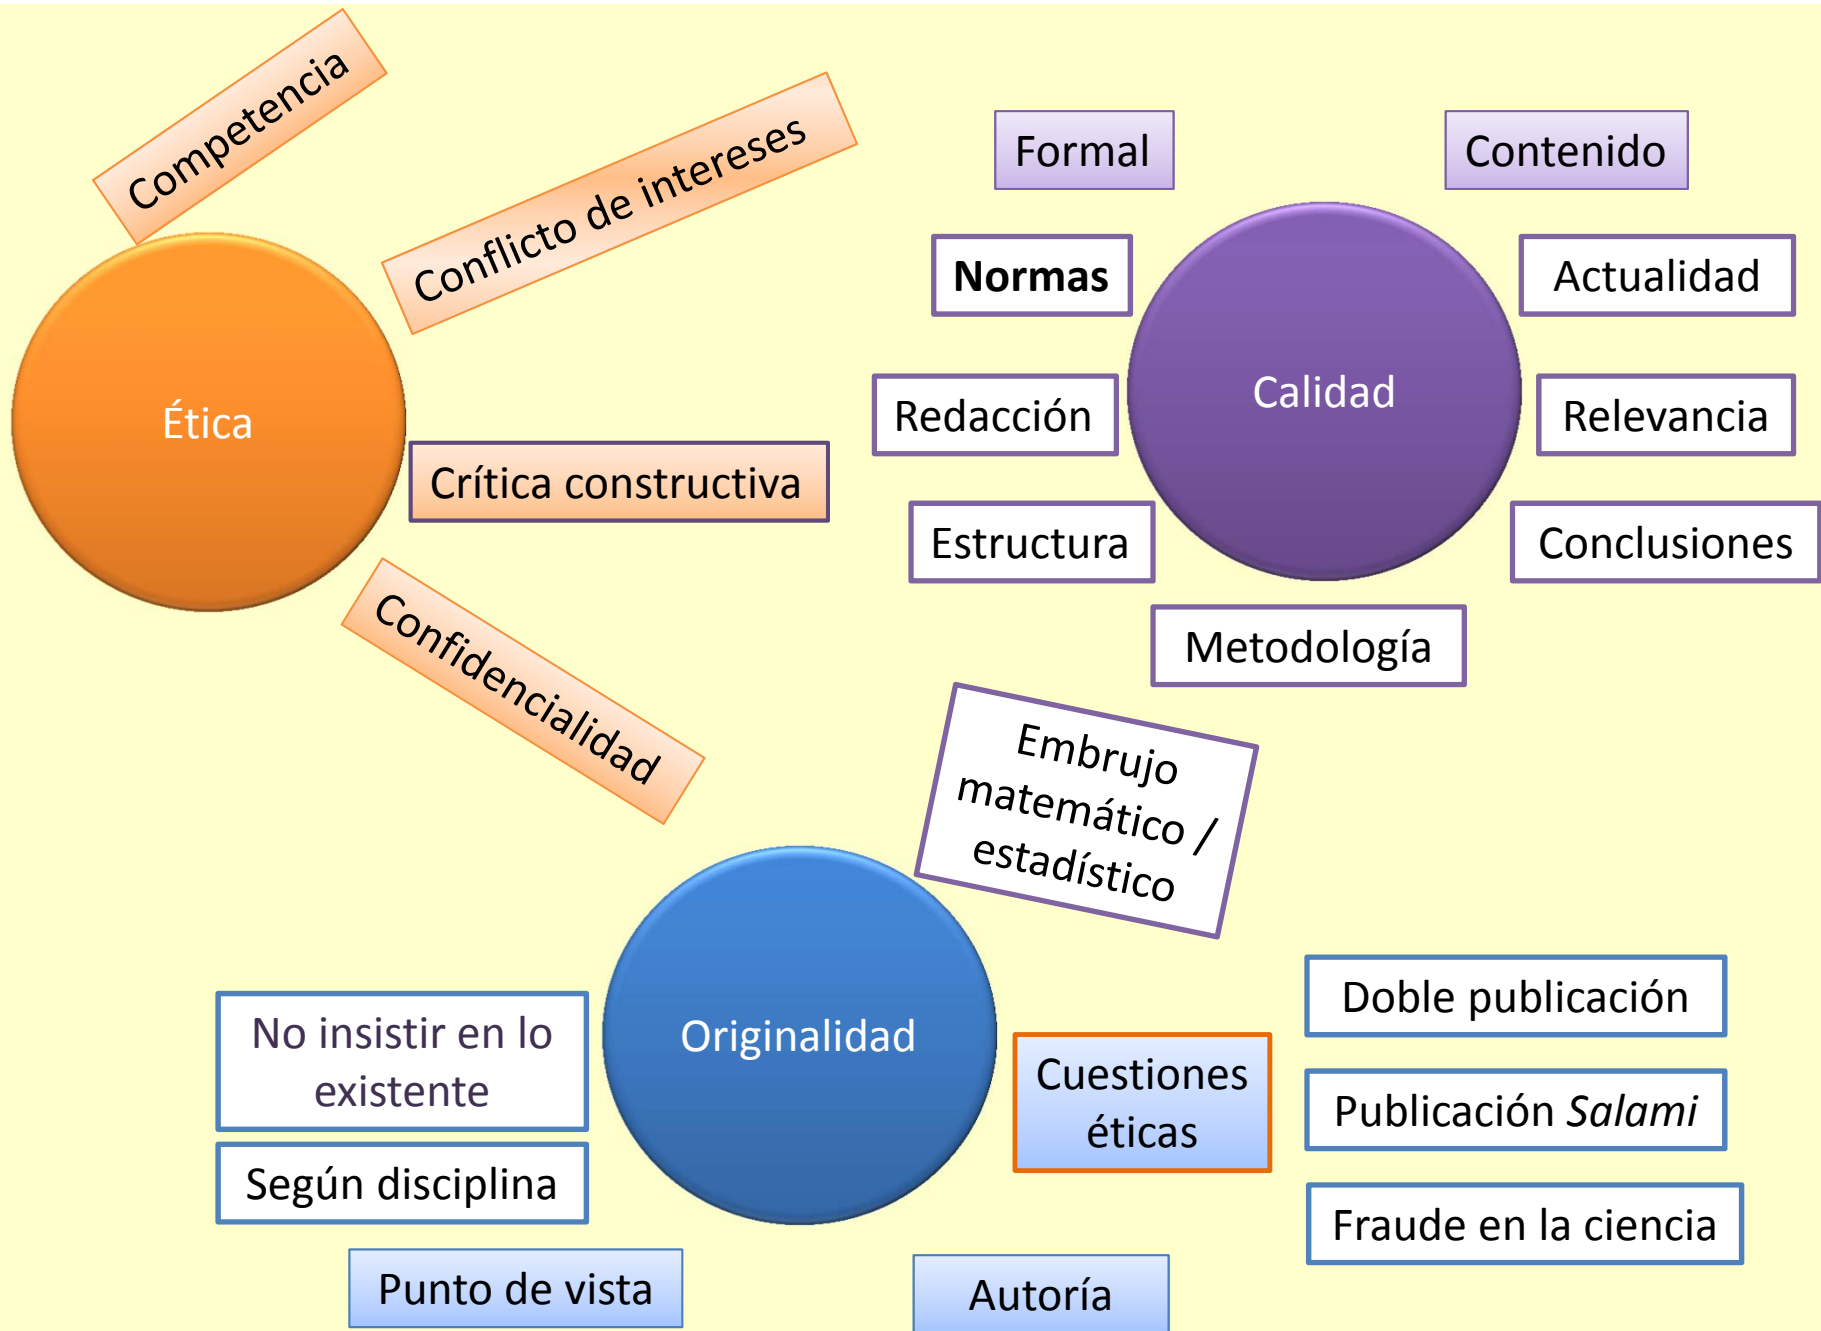 Competencia
Conflicto de intereses
Ética
Crítica constructiva
Confidencialidad
Formal
Contenido
Normas
Actualidad
Calidad
Redacción
Relevancia
Estructura
Conclusiones
Metodología
Embrujo
matemático /
estadístico
Originalidad
No insistir en lo
existente
Según disciplina
Punto de vista
Autoría
Cuestiones
éticas
Doble publicación
Publicación Salami
Fraude en la ciencia